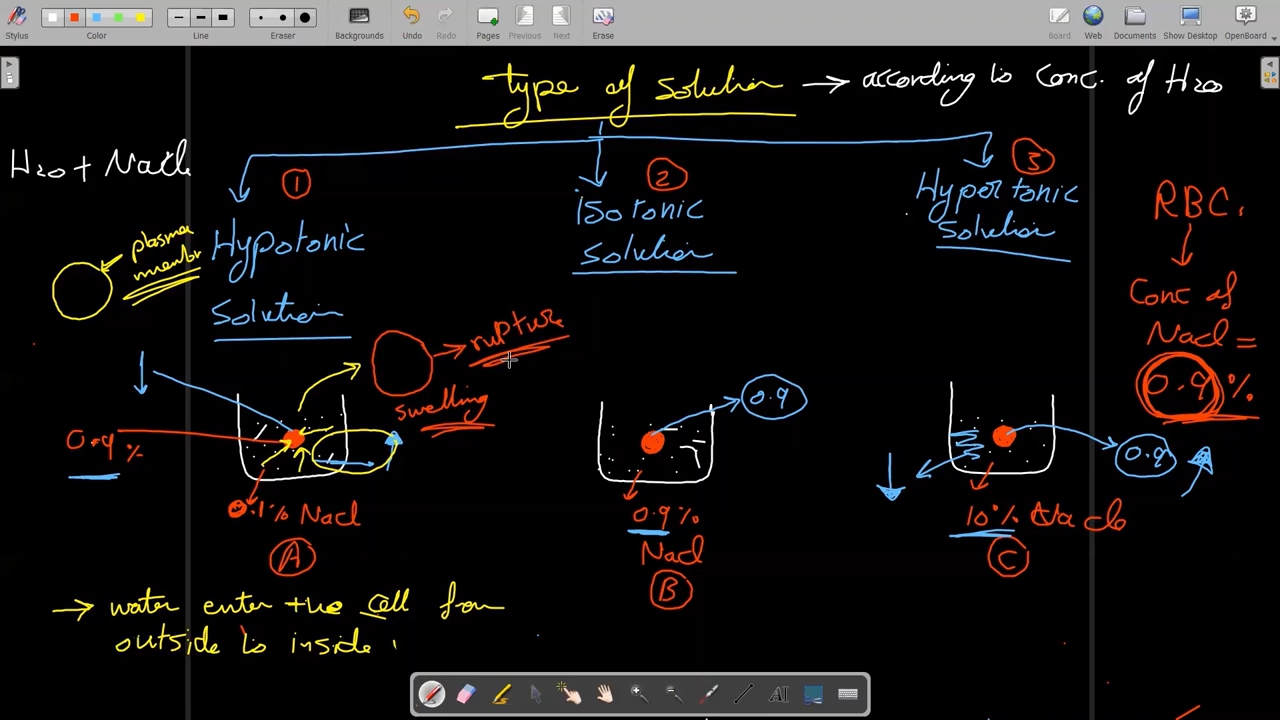 Stylus
Color
Line
Eraser
Backgrounds
Undo
Redo
Pages
Previous
Next
Erase
Board
Web
Documents
Show Desktop
OpenBoard
type of solution → according to Conc. of H20
H20 + Nacl
1
Hypotonic
Solution
plasma
membr
2
isotonic
Solution
3
Hypertonic
Solution
RBC.
Conc of
Nacl =
0.9 %
→ rupture
swelling
0.9 %
0.1% Nacl
A
0.9
0.9%
Nacl
B
0.9
10% Nacl
C
→ water enter the cell from
outside to inside
AI